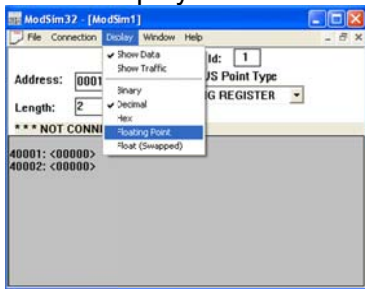 ModSim32 - [ModSim1]
File Connection Display Window Help
Show Data
Show Traffic
Binary
Decimal
Hex
Floating Point
Float (Swapped)
Id: 1
Address: 0001
US Point Type
G REGISTER
Length: 2
* * * NOT CONN
40001: <00000>
40002: <00000>